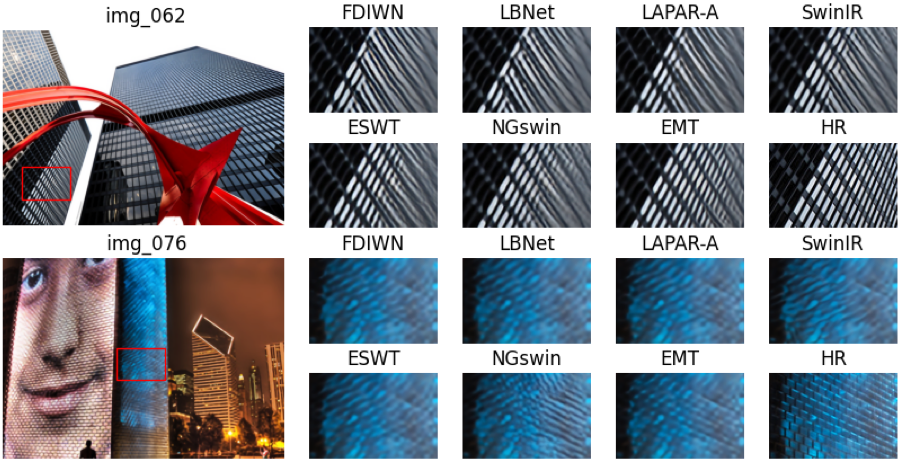 img_062
FDIWN LBNet LAPAR-A SwinIR
ESWT NGswin EMT HR
img_076
FDIWN LBNet LAPAR-A SwinIR
ESWT NGswin EMT HR